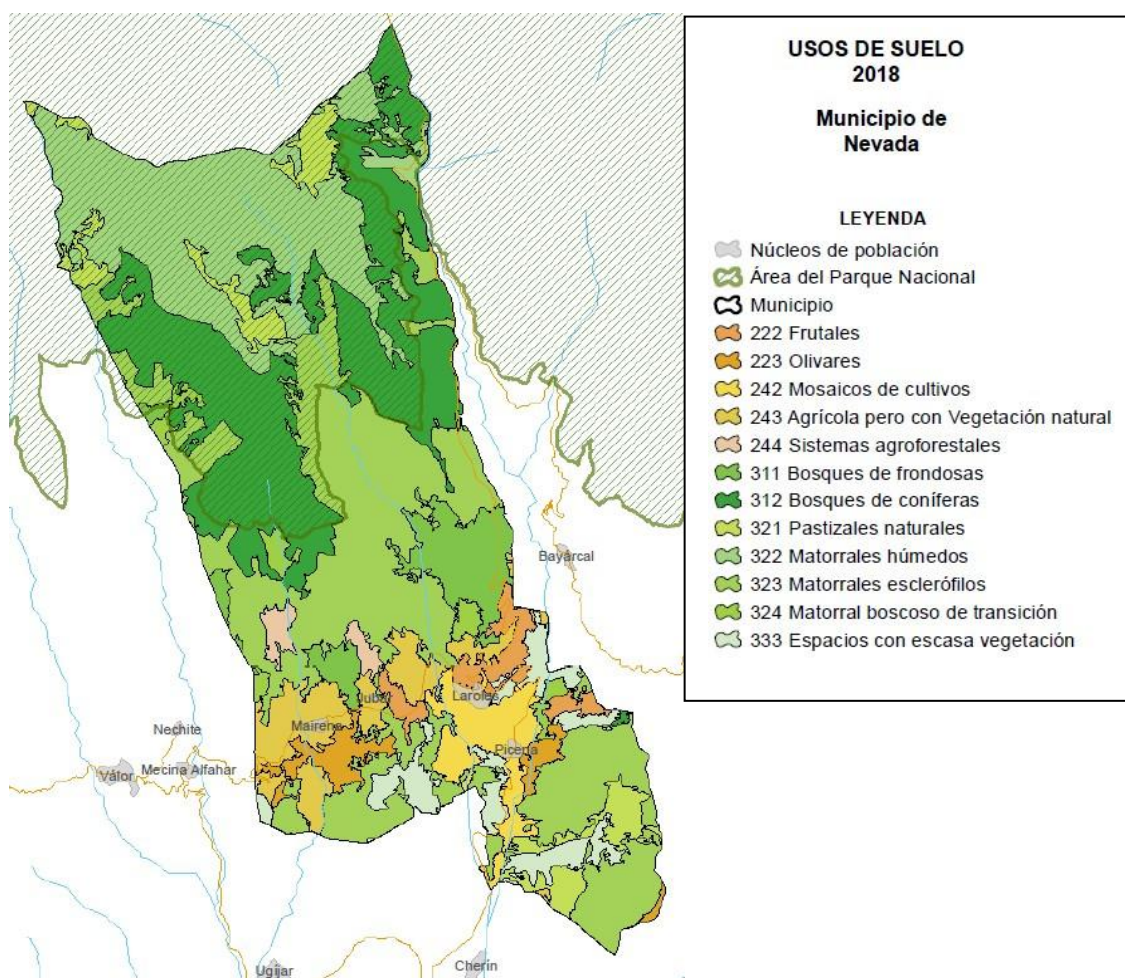 USOS DE SUELO
2018
Municipio de
Nevada
LEYENDA
Núcleos de población
Área del Parque Nacional
Municipio
222 Frutales
223 Olivares
242 Mosaicos de cultivos
243 Agrícola pero con Vegetación natural
244 Sistemas agroforestales
311 Bosques de frondosas
312 Bosques de coníferas
321 Pastizales naturales
322 Matorrales húmedos
323 Matorrales esclerófilos
324 Matorral boscoso de transición
333 Espacios con escasa vegetación
Bayárcal
Laroles
Júbar
Mairena
Nechite
Picena
Mecina Alfahar
Válor
Cherín
Ugíjar